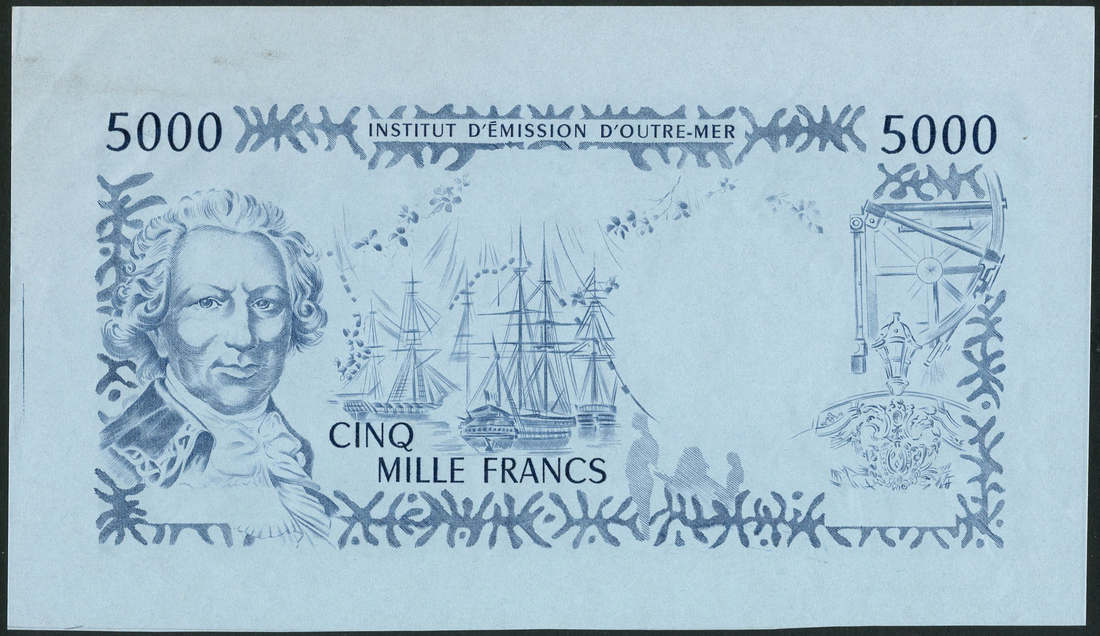 5000
INSTITUT D'ÉMISSION D'OUTRE-MER
5000
CINQ
MILLE FRANCS